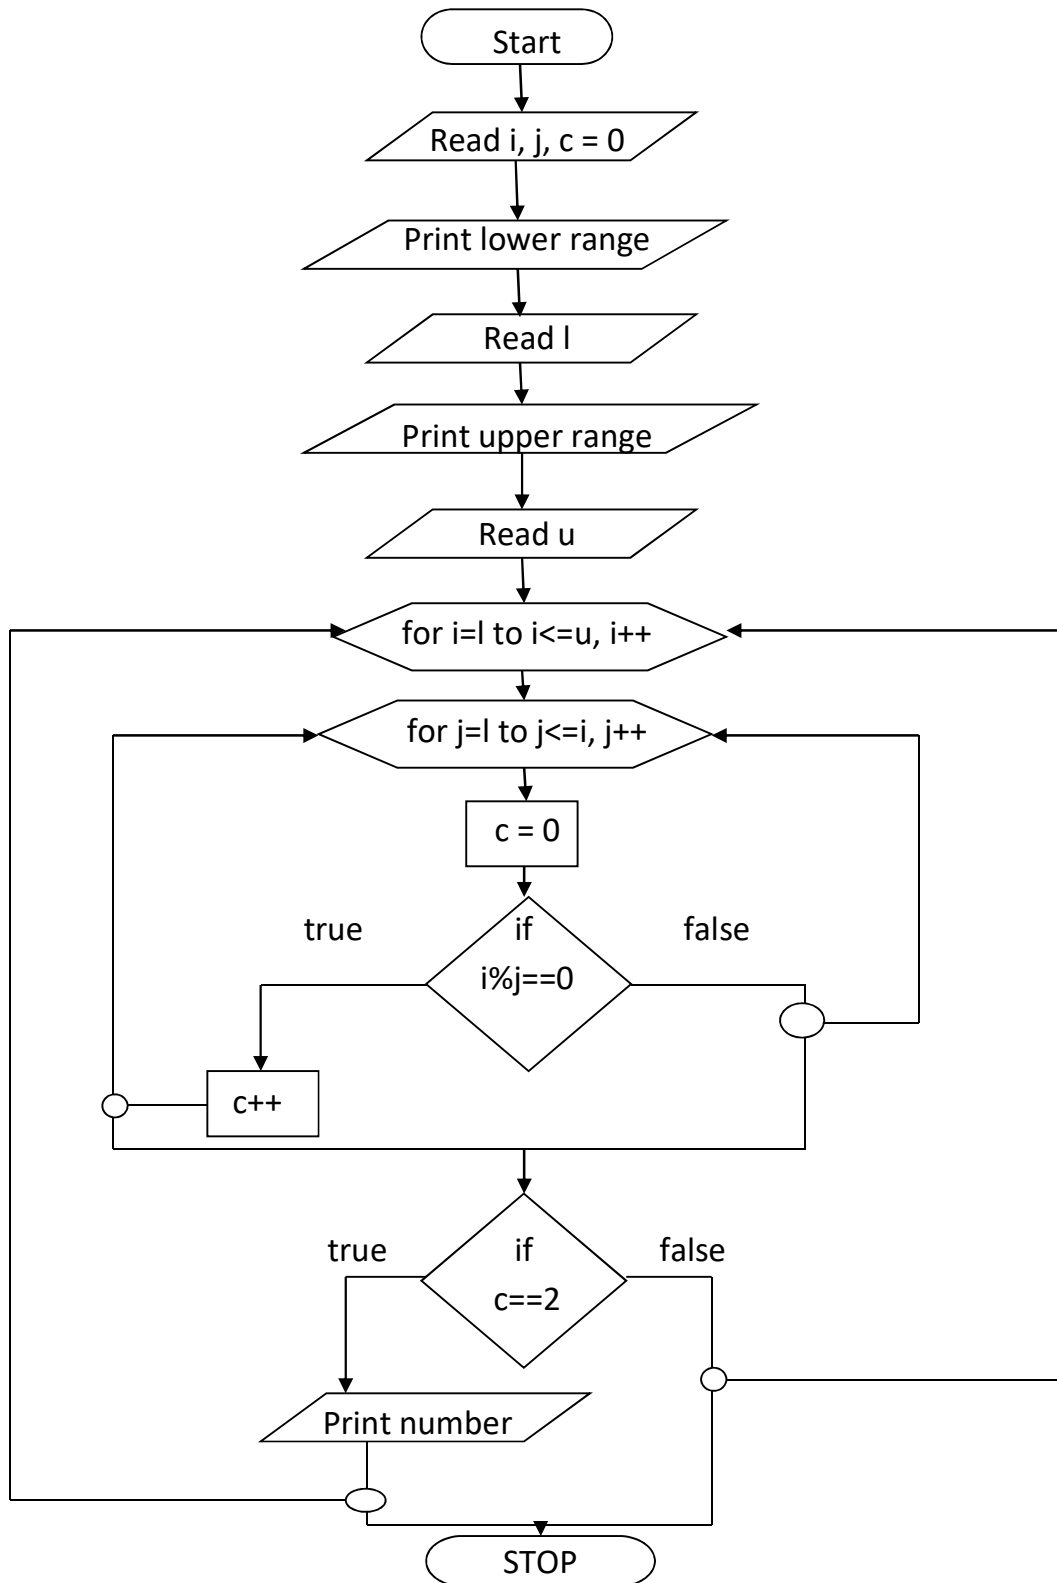 Start
Read i, j, c = 0
Print lower range
Read l
Print upper range
Read u
for i=l to i<=u, i++
for j=l to j<=i, j++
c = 0
true
if
false
i%j==0
c++
true
if
false
c==2
Print number
STOP